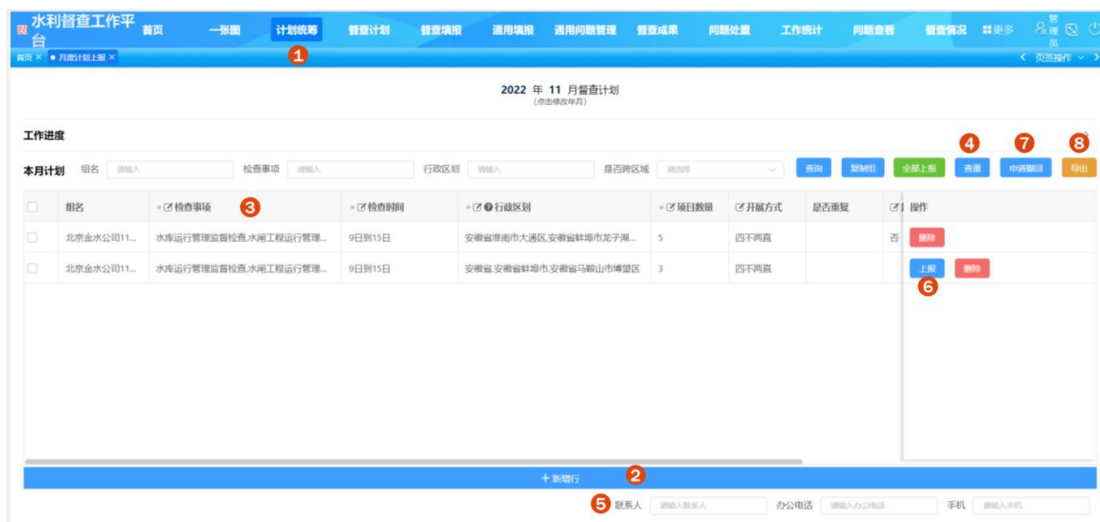 水利督查工作平台 首页 一张图 计划统筹 督查计划 督查填报 通用填报 通用问题管理 督查成果 问题处置 工作统计 问题查看 督查情况 更多 管理员
首页 × 月度计划上报 × 1 页签操作
2022 年 11 月督查计划
(点击修改年月)
工作进度
4 7 8
本月计划 组名 请输入 检查事项 请输入 行政区划 请输入 是否跨区域 请选择 查询 复制组 全部上报 查重 申请撤回 导出
组名 * 检查事项 3 * 检查时间 * 行政区划 * 项目数量 开展方式 是否重复 操作
北京金水公司11... 水库运行管理监督检查,水闸工程运行管理... 9日到15日 安徽省淮南市大通区,安徽省蚌埠市龙子湖... 5 四不两直 否 删除
北京金水公司11... 水库运行管理监督检查,水闸工程运行管理... 9日到15日 安徽省,安徽省蚌埠市,安徽省马鞍山市博望区 3 四不两直 上报 删除
6
+ 新增行 2
5 联系人 请输入联系人 办公电话 请输入办公电话 手机 请输入手机